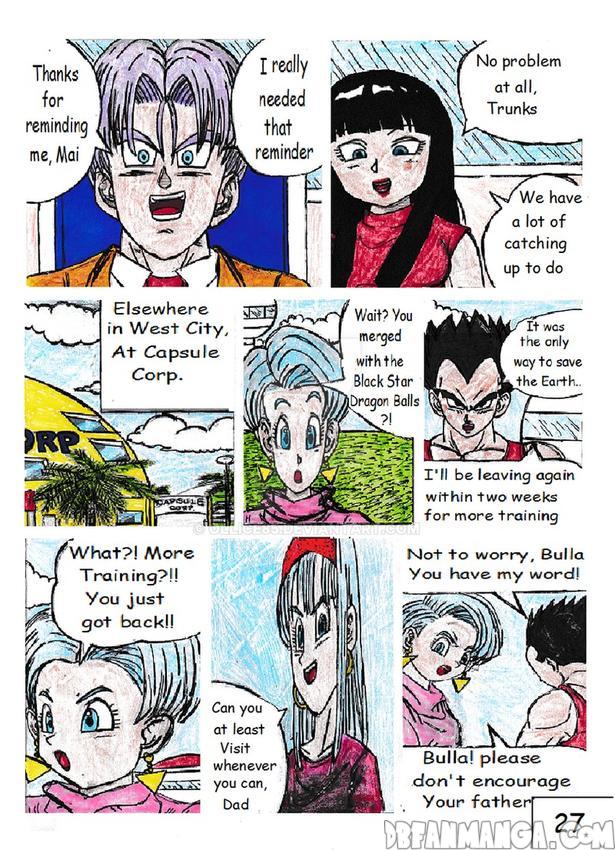 Thanks
for
reminding
me, Mai
I really
needed
that
reminder
No problem
at all,
Trunks
We have
a lot of
catching
up to do
Elsewhere
in West City,
At Capsule
Corp.
ORP
CAPSULE
CORP.
Wait? You
merged
with the
Black Star
Dragon Balls
?!
It was
the only
way to save
the Earth..
I'll be leaving again
within two weeks
for more training
What?! More
Training?!!
You just
got back!!
Can you
at least
Visit
whenever
you can,
Dad
Not to worry, Bulla
You have my word!
Bulla! please
don't encourage
Your father
27
DBFANMANGA.COM